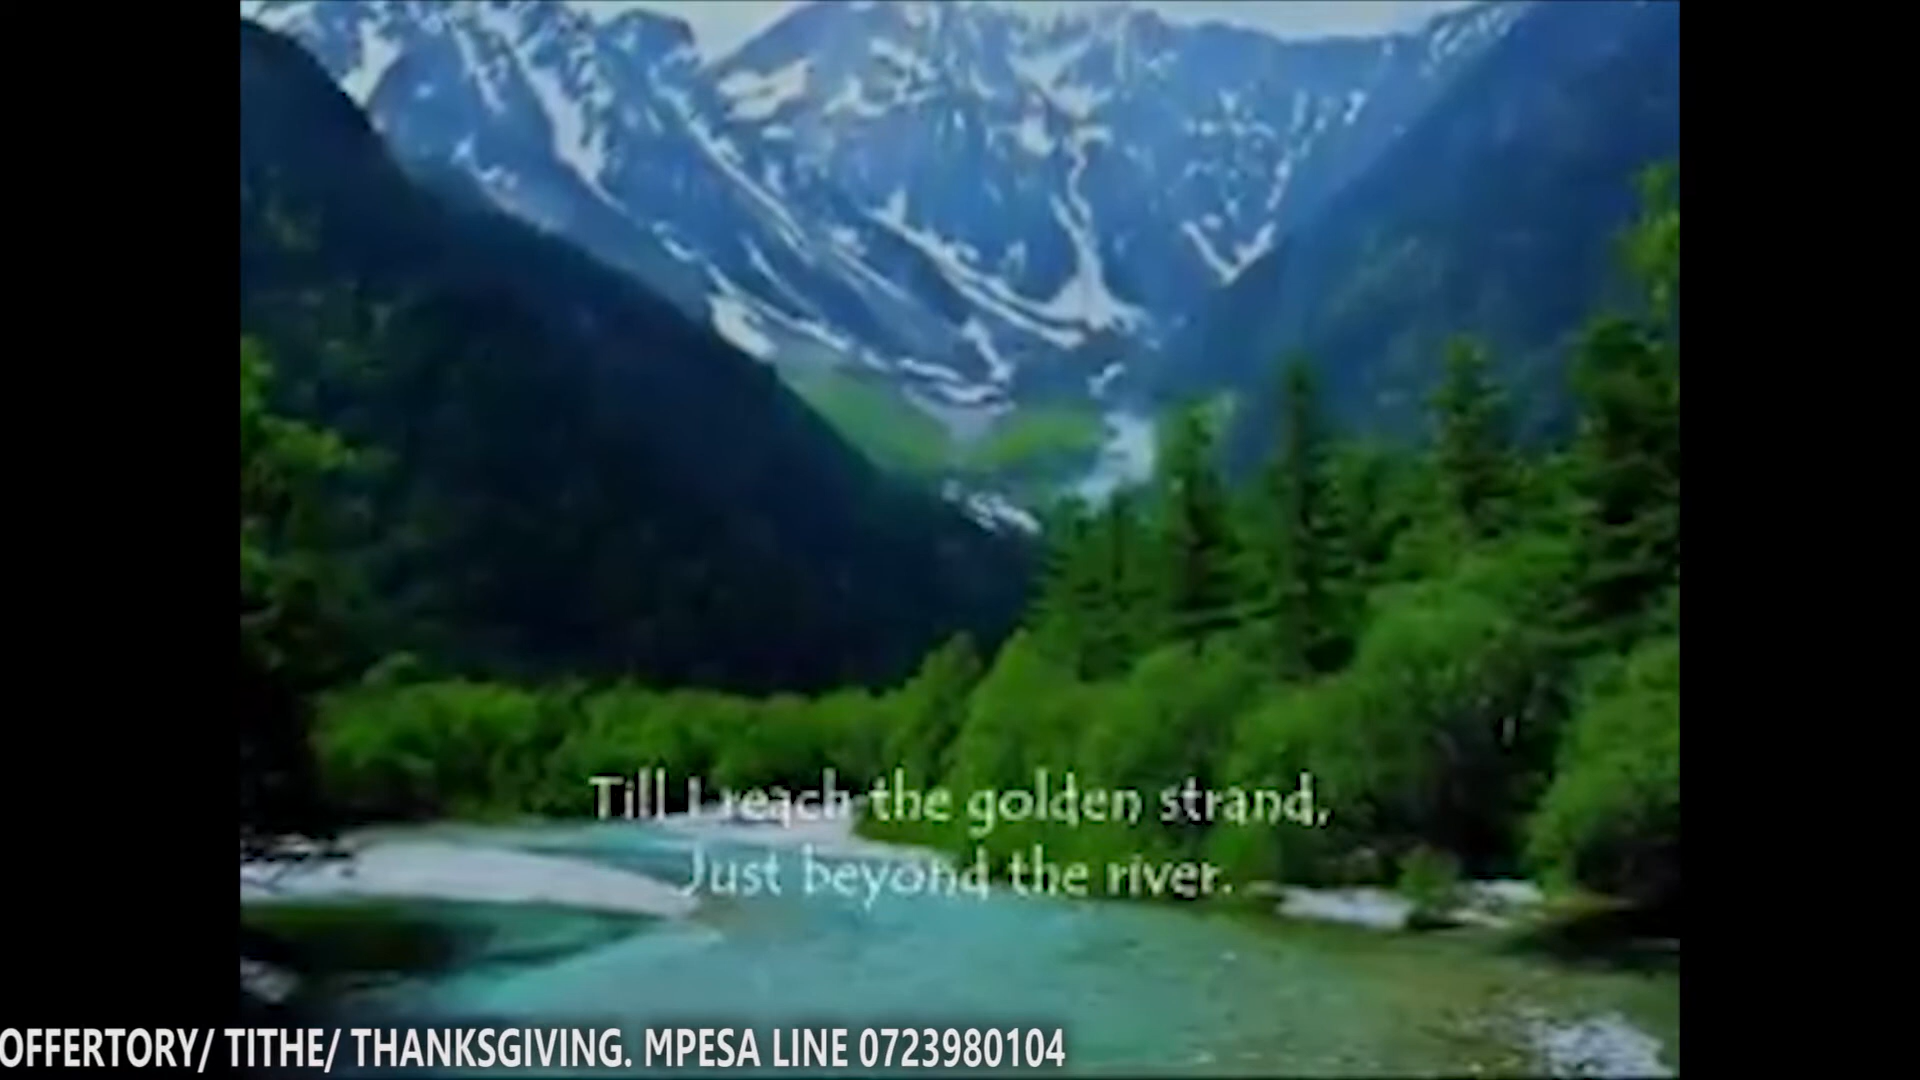 Till I reach the golden strand,
Just beyond the river.
OFFERTORY/ TITHE/ THANKSGIVING. MPESA LINE 0723980104